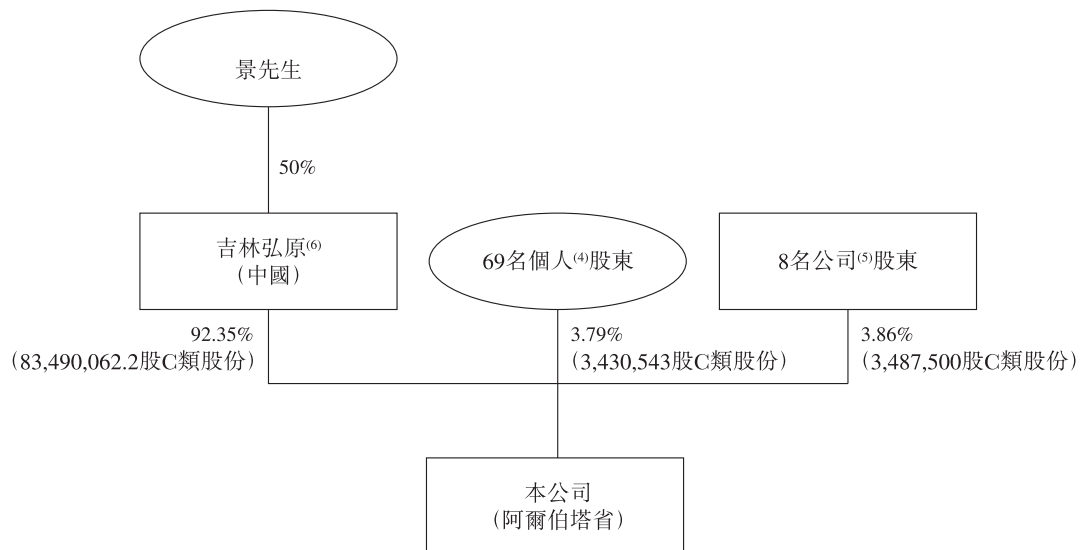 景先生
50%
吉林弘原(6)
（中國）
69名個人(4)股東
8名公司(5)股東
92.35%
（83,490,062.2股C類股份）
3.79%
（3,430,543股C類股份）
3.86%
（3,487,500股C類股份）
本公司
（阿爾伯塔省）